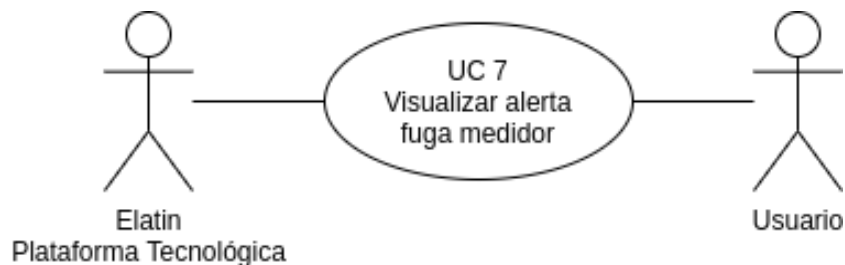 UC 7
Visualizar alerta
fuga medidor
Elatin
Plataforma Tecnológica
Usuario